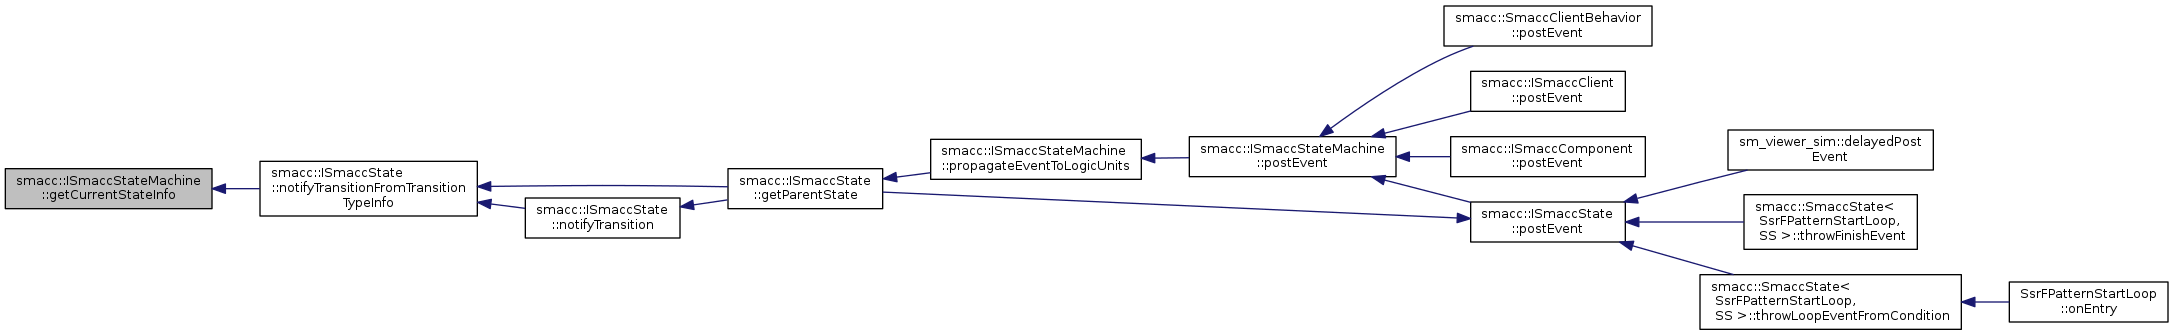 smacc::ISmaccStateMachine
::getCurrentStateInfo
smacc::ISmaccState
::notifyTransitionFromTransition
TypeInfo
smacc::ISmaccState
::notifyTransition
smacc::ISmaccState
::getParentState
smacc::ISmaccStateMachine
::propagateEventToLogicUnits
smacc::ISmaccStateMachine
::postEvent
smacc::SmaccClientBehavior
::postEvent
smacc::ISmaccClient
::postEvent
smacc::ISmaccComponent
::postEvent
smacc::ISmaccState
::postEvent
sm_viewer_sim::delayedPost
Event
smacc::SmaccState<
SsrFPatternStartLoop,
SS >::throwFinishEvent
smacc::SmaccState<
SsrFPatternStartLoop,
SS >::throwLoopEventFromCondition
SsrFPatternStartLoop
::onEntry